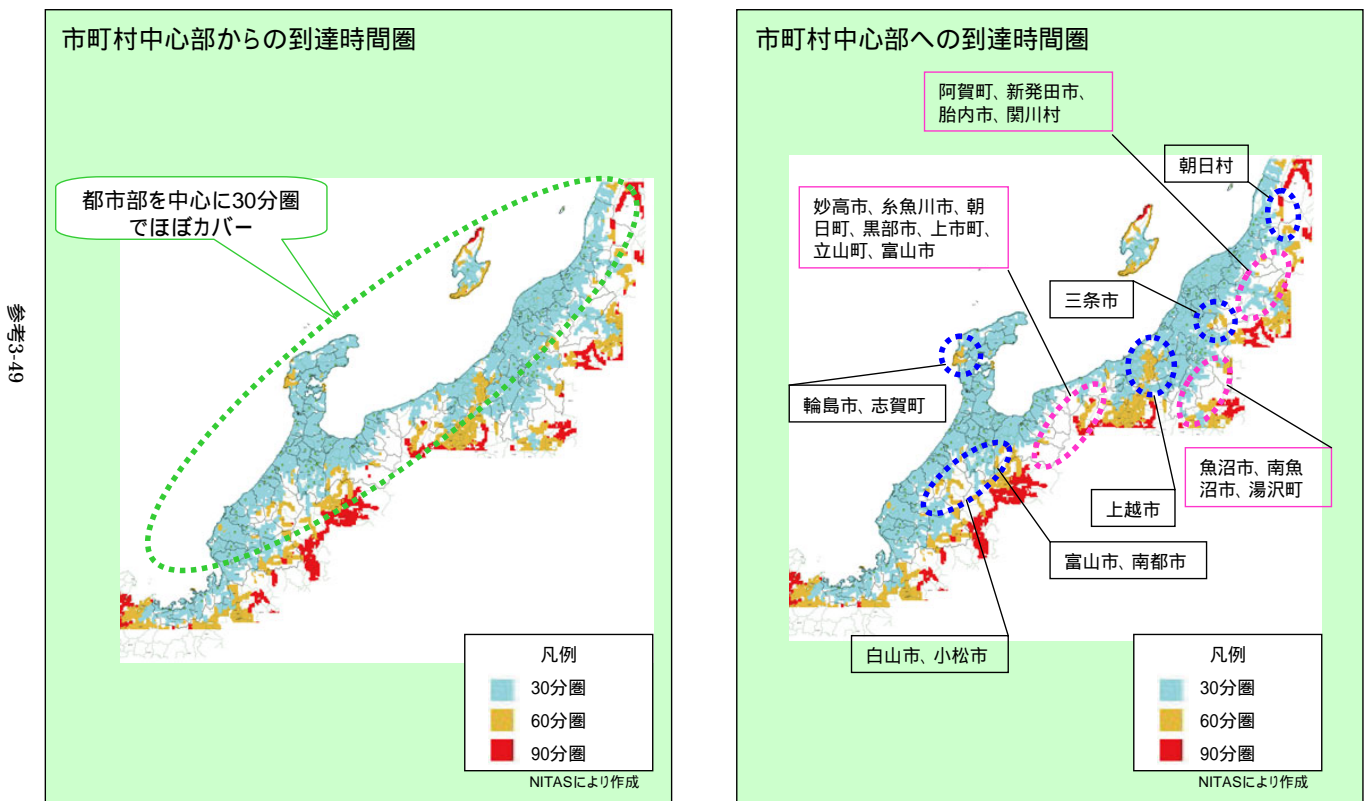 市町村中心部からの到達時間圏
都市部を中心に30分圏
でほぼカバー
凡例
30分圏
60分圏
90分圏
NITASにより作成
市町村中心部への到達時間圏
阿賀町、新発田市、
胎内市、関川村
朝日村
妙高市、糸魚川市、朝
日町、黒部市、上市町、
立山町、富山市
三条市
輪島市、志賀町
魚沼市、南魚
沼市、湯沢町
上越市
富山市、南都市
白山市、小松市
凡例
30分圏
60分圏
90分圏
NITASにより作成
参考3-49